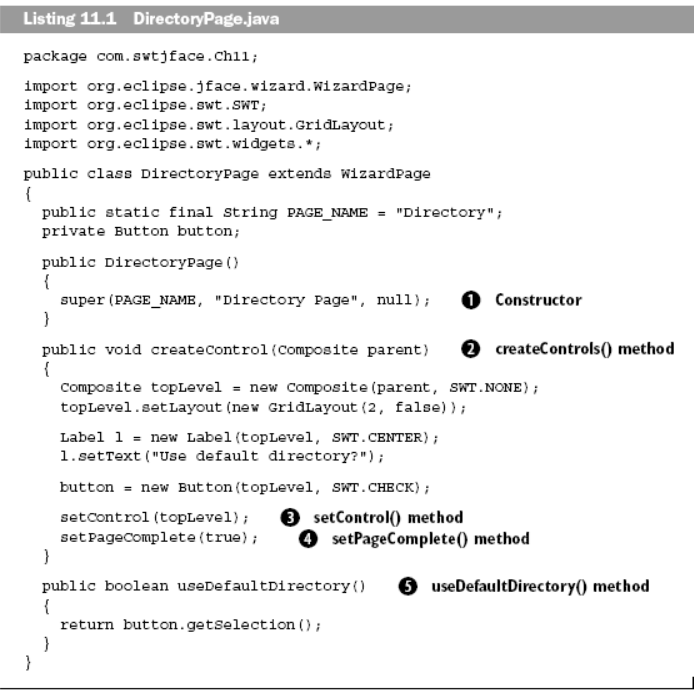 Listing 11.1 DirectoryPage.java
package com.swtjface.Ch11;
import org.eclipse.jface.wizard.WizardPage;
import org.eclipse.swt.SWT;
import org.eclipse.swt.layout.GridLayout;
import org.eclipse.swt.widgets.*;
public class DirectoryPage extends WizardPage
{
public static final String PAGE_NAME = "Directory";
private Button button;
public DirectoryPage()
{
super(PAGE_NAME, "Directory Page", null); ❶ Constructor
}
public void createControl(Composite parent) ❷ createControls() method
{
Composite topLevel = new Composite(parent, SWT.NONE);
topLevel.setLayout(new GridLayout(2, false));
Label l = new Label(topLevel, SWT.CENTER);
l.setText("Use default directory?");
button = new Button(topLevel, SWT.CHECK);
setControl(topLevel); ❸ setControl() method
setPageComplete(true); ❹ setPageComplete() method
}
public boolean useDefaultDirectory() ❺ useDefaultDirectory() method
{
return button.getSelection();
}
}